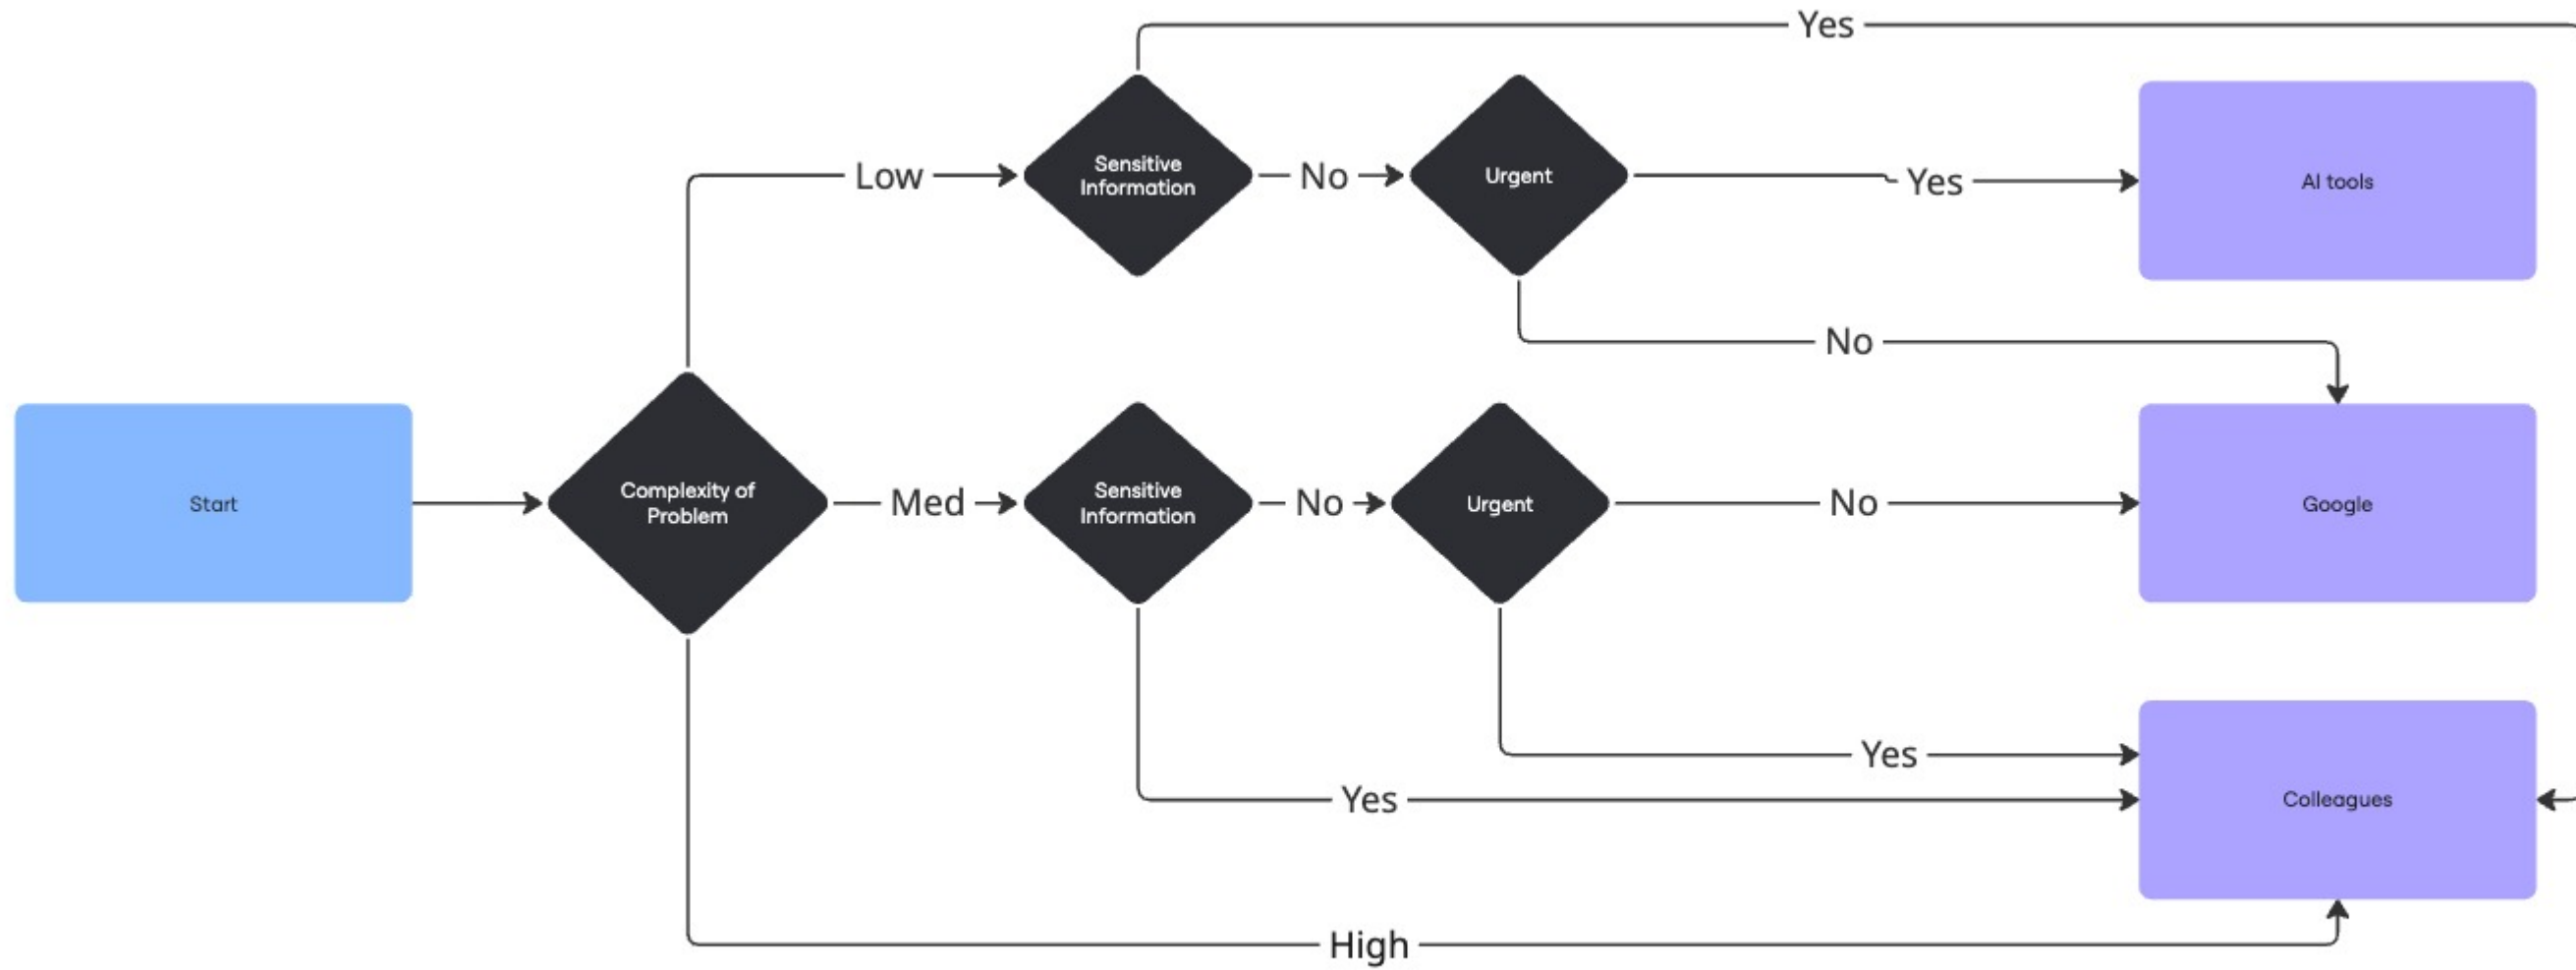 Yes
Sensitive
Information
Low
No
Urgent
Yes
AI tools
No
Start
Complexity of
Problem
Med
Sensitive
Information
No
Urgent
No
Google
Yes
Yes
Colleagues
High